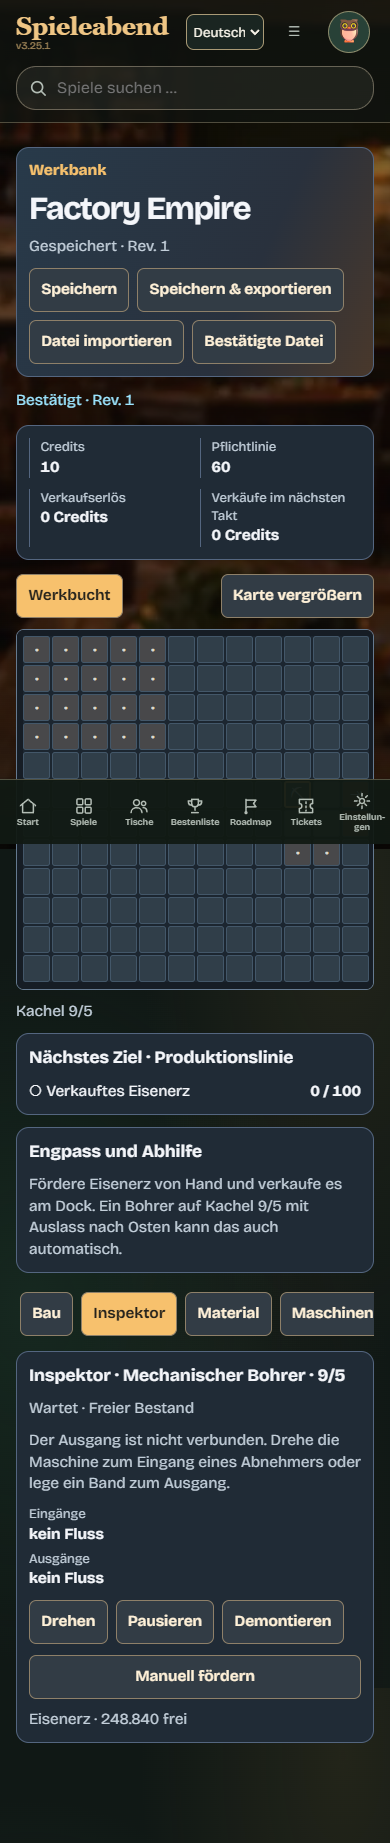 Spieleabend
v3.25.1
Deutsch
Spiele suchen ...
Werkbank
Factory Empire
Gespeichert · Rev. 1
Speichern
Speichern & exportieren
Datei importieren
Bestätigte Datei
Bestätigt · Rev. 1
Credits
10
Pflichtlinie
60
Verkaufserlös
0 Credits
Verkäufe im nächsten
Takt
0 Credits
Werkbucht
Karte vergrößern
Start
Spiele
Tische
Bestenliste
Roadmap
Tickets
Einstellun-
gen
Kachel 9/5
Nächstes Ziel · Produktionslinie
Verkauftes Eisenerz
0 / 100
Engpass und Abhilfe
Fördere Eisenerz von Hand und verkaufe es
am Dock. Ein Bohrer auf Kachel 9/5 mit
Auslass nach Osten kann das auch
automatisch.
Bau
Inspektor
Material
Maschinen
Inspektor · Mechanischer Bohrer · 9/5
Wartet · Freier Bestand
Der Ausgang ist nicht verbunden. Drehe die
Maschine zum Eingang eines Abnehmers oder
lege ein Band zum Ausgang.
Eingänge
kein Fluss
Ausgänge
kein Fluss
Drehen
Pausieren
Demontieren
Manuell fördern
Eisenerz · 248.840 frei